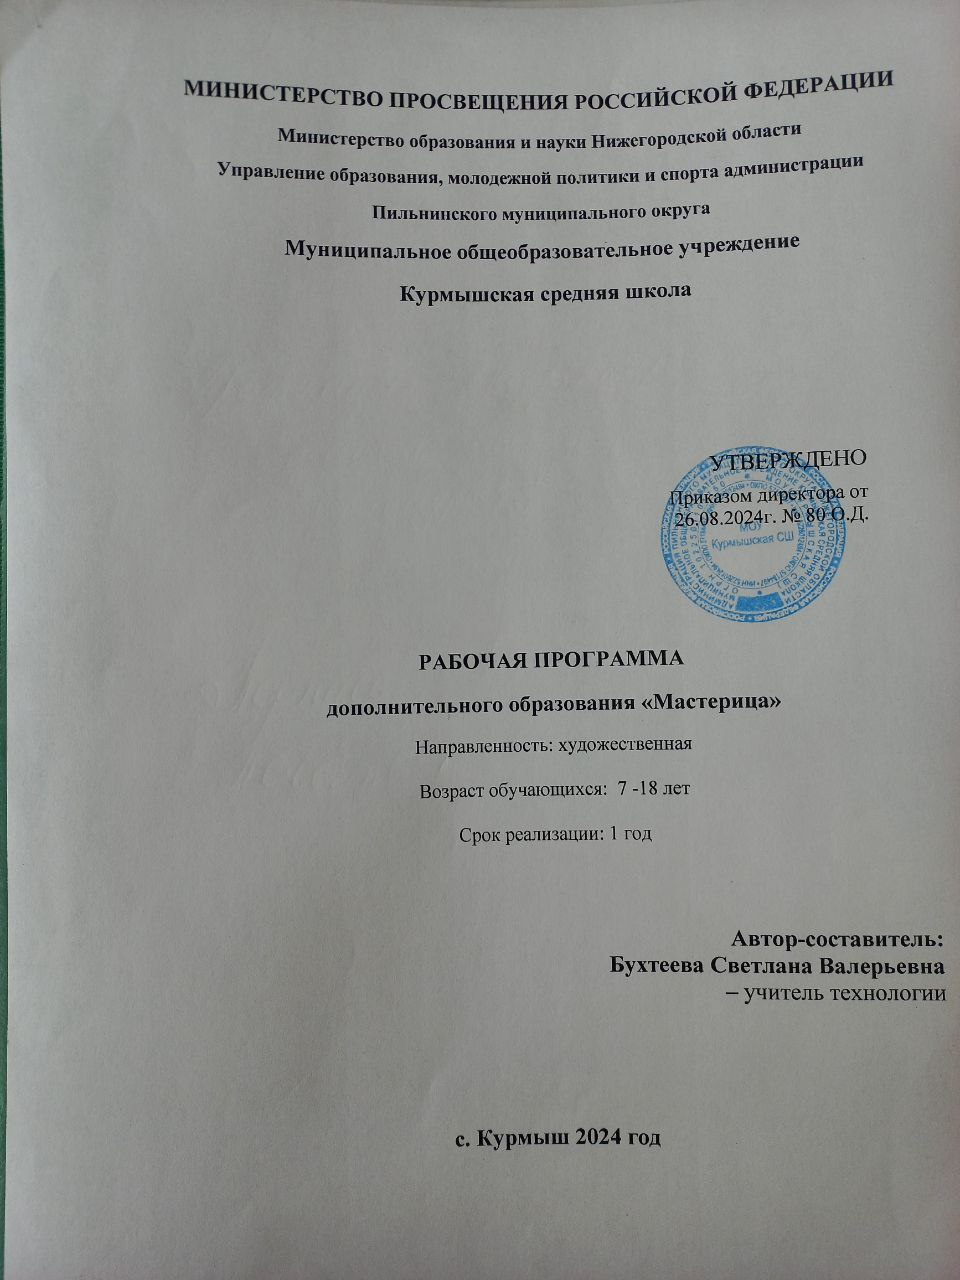 МИНИСТЕРСТВО ПРОСВЕЩЕНИЯ РОССИЙСКОЙ ФЕДЕРАЦИИ
Министерство образования и науки Нижегородской области
Управление образования, молодежной политики и спорта администрации
Пильнинского муниципального округа
Муниципальное общеобразовательное учреждение
Курмышская средняя школа
УТВЕРЖДЕНО
Приказом директора от
26.08.2024г. № 80 О.Д.
МОУ
Курмышская СШ
РАБОЧАЯ ПРОГРАММА
дополнительного образования «Мастерица»
Направленность: художественная
Возраст обучающихся:  7 -18 лет
Срок реализации: 1 год
Автор-составитель:
Бухтеева Светлана Валерьевна
– учитель технологии
с. Курмыш 2024 год